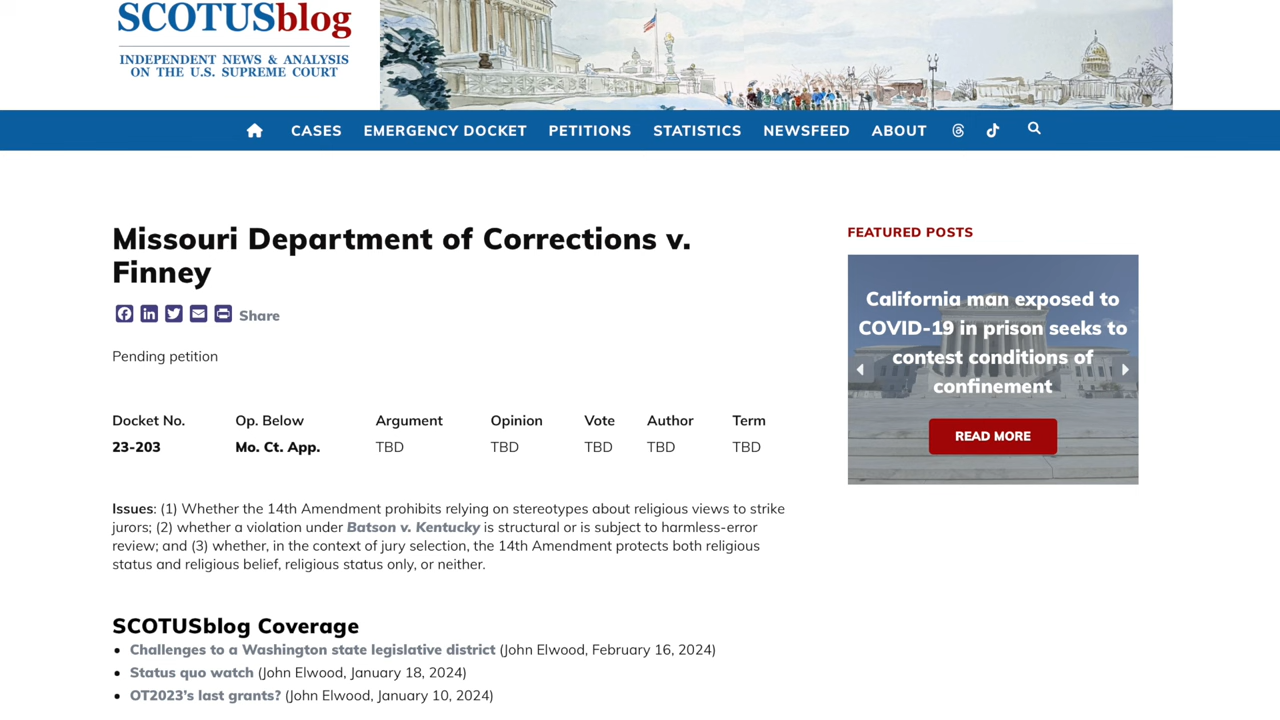 SCOTUSblog
INDEPENDENT NEWS & ANALYSIS
ON THE U.S. SUPREME COURT
CASES EMERGENCY DOCKET PETITIONS STATISTICS NEWSFEED ABOUT
Missouri Department of Corrections v.
Finney
Share
Pending petition
Docket No. Op. Below Argument Opinion Vote Author Term
23-203 Mo. Ct. App. TBD TBD TBD TBD TBD
Issues: (1) Whether the 14th Amendment prohibits relying on stereotypes about religious views to strike
jurors; (2) whether a violation under Batson v. Kentucky is structural or is subject to harmless-error
review; and (3) whether, in the context of jury selection, the 14th Amendment protects both religious
status and religious belief, religious status only, or neither.
SCOTUSblog Coverage
• Challenges to a Washington state legislative district (John Elwood, February 16, 2024)
• Status quo watch (John Elwood, January 18, 2024)
• OT2023's last grants? (John Elwood, January 10, 2024)
FEATURED POSTS
California man exposed to
COVID-19 in prison seeks to
contest conditions of
confinement
READ MORE